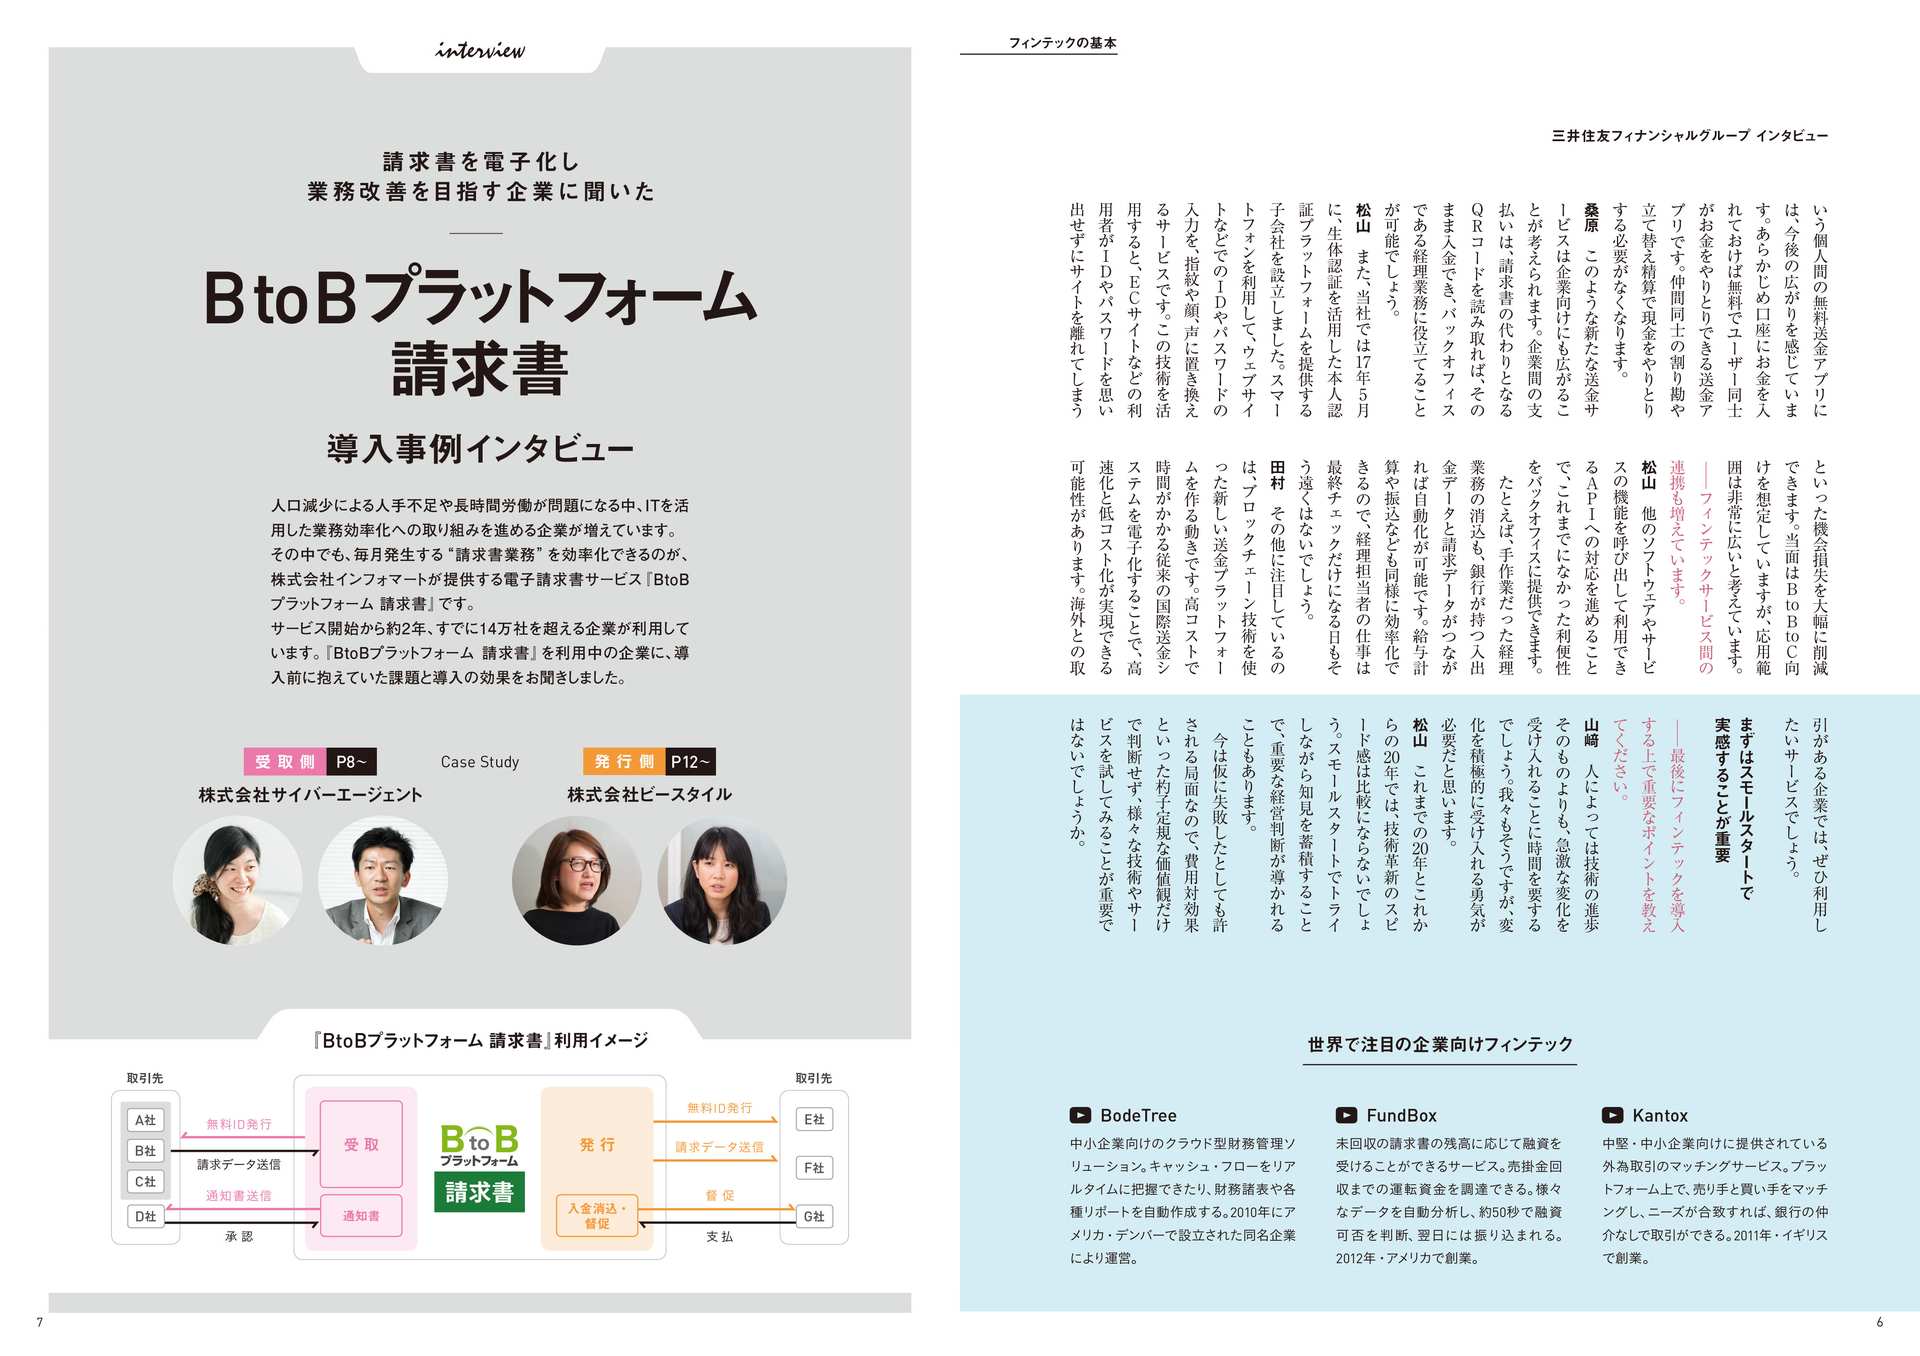 フィンテックの基本
三井住友フィナンシャルグループ インタビュー
いう個人間の無料送金アプリに
は、今後の広がりを感じていま
す。あらかじめ口座にお金を入
れておけば無料でユーザー同士
がお金をやりとりできる送金ア
プリです。仲間同士の割り勘や
立て替え精算で現金をやりとり
する必要がなくなります。
桑原　このような新たな送金サ
ービスは企業向けにも広がるこ
とが考えられます。企業間の支
払いは、請求書の代わりとなる
QRコードを読み取れば、その
まま入金でき、バックオフィス
である経理業務に役立てること
が可能でしょう。
松山　また、当社では17年5月
に、生体認証を活用した本人認
証プラットフォームを提供する
子会社を設立しました。スマー
トフォンを利用して、ウェブサイ
トなどでのIDやパスワードの
入力を、指紋や顔、声に置き換え
るサービスです。この技術を活
用すると、ECサイトなどの利
用者がIDやパスワードを思い
出せずにサイトを離れてしまう
といった機会損失を大幅に削減
できます。当面はBtoBtoC向
けを想定していますが、応用範
囲は非常に広いと考えています。
――フィンテックサービス間の
連携も増えています。
松山　他のソフトウェアやサービ
スの機能を呼び出して利用でき
るAPIへの対応を進めること
で、これまでになかった利便性
をバックオフィスに提供できます。
　たとえば、手作業だった経理
業務の消込も、銀行が持つ入出
金データと請求データがつなが
れば自動化が可能です。給与計
算や振込なども同様に効率化で
きるので、経理担当者の仕事は
最終チェックだけになる日もそ
う遠くはないでしょう。
田村　その他に注目しているの
は、ブロックチェーン技術を使
った新しい送金プラットフォー
ムを作る動きです。高コストで
時間がかかる従来の国際送金シ
ステムを電子化することで、高
速化と低コスト化が実現できる
可能性があります。海外との取
引がある企業では、ぜひ利用し
たいサービスでしょう。
まずはスモールスタートで
実感することが重要
――最後にフィンテックを導入
する上で重要なポイントを教え
てください。
山﨑　人によっては技術の進歩
そのものよりも、急激な変化を
受け入れることに時間を要する
でしょう。我々もそうですが、変
化を積極的に受け入れる勇気が
必要だと思います。
松山　これまでの20年とこれか
らの20年では、技術革新のスピ
ード感は比較にならないでしょ
う。スモールスタートでトライ
しながら知見を蓄積すること
で、重要な経営判断が導かれる
こともあります。
　今は仮に失敗したとしても許
される局面なので、費用対効果
といった杓子定規な価値観だけ
で判断せず、様々な技術やサー
ビスを試してみることが重要で
はないでしょうか。
世界で注目の企業向けフィンテック
BodeTree
中小企業向けのクラウド型財務管理ソ
リューション。キャッシュ・フローをリア
ルタイムに把握できたり、財務諸表や各
種リポートを自動作成する。2010年にア
メリカ・デンバーで設立された同名企業
により運営。
FundBox
未回収の請求書の残高に応じて融資を
受けることができるサービス。売掛金回
収までの運転資金を調達できる。様々
なデータを自動分析し、約50秒で融資
可否を判断、翌日には振り込まれる。
2012年・アメリカで創業。
Kantox
中堅・中小企業向けに提供されている
外為取引のマッチングサービス。プラッ
トフォーム上で、売り手と買い手をマッチ
ングし、ニーズが合致すれば、銀行の仲
介なしで取引ができる。2011年・イギリス
で創業。
6
interview
請求書を電子化し
業務改善を目指す企業に聞いた
BtoBプラットフォーム
請求書
導入事例インタビュー
人口減少による人手不足や長時間労働が問題になる中、ITを活
用した業務効率化への取り組みを進める企業が増えています。
その中でも、毎月発生する“請求書業務”を効率化できるのが、
株式会社インフォマートが提供する電子請求書サービス『BtoB
プラットフォーム 請求書』です。
サービス開始から約2年、すでに14万社を超える企業が利用して
います。『BtoBプラットフォーム 請求書』を利用中の企業に、導
入前に抱えていた課題と導入の効果をお聞きしました。
受取側 P8~
Case Study
発行側 P12~
株式会社サイバーエージェント
株式会社ビースタイル
『BtoBプラットフォーム 請求書』利用イメージ
取引先
A社
B社
C社
D社
無料ID発行
請求データ送信
通知書送信
承認
受取
通知書
BtoB
プラットフォーム
請求書
発行
入金消込・
督促
無料ID発行
請求データ送信
督促
支払
取引先
E社
F社
G社
7